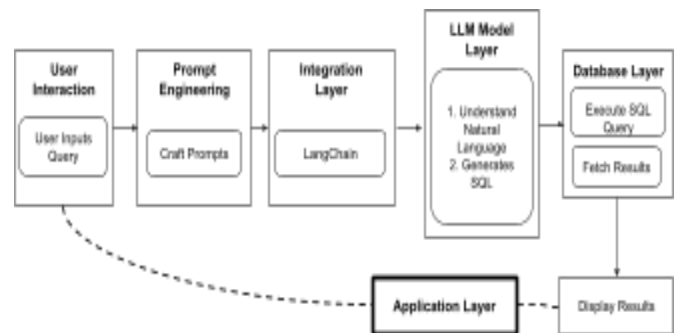 User
Interaction
User Inputs
Query
Prompt
Engineering
Craft Prompts
Integration
Layer
LangChain
LLM Model
Layer
1. Understand
Natural
Language
2. Generates
SQL
Database Layer
Execute SQL
Query
Fetch Results
Application Layer
Display Results